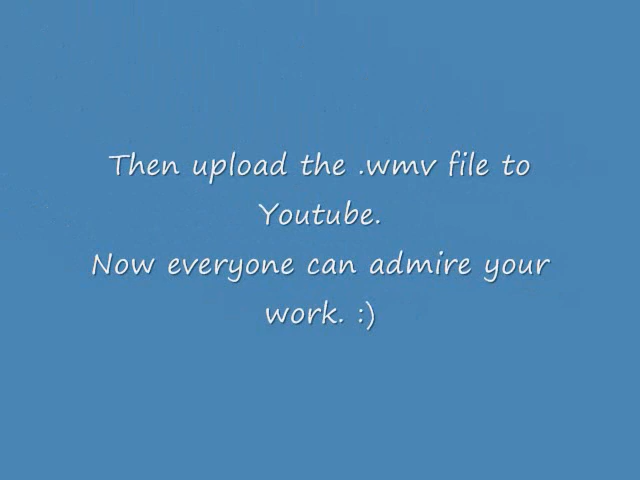 Then upload the .wmv file to
Youtube.
Now everyone can admire your
work. :)